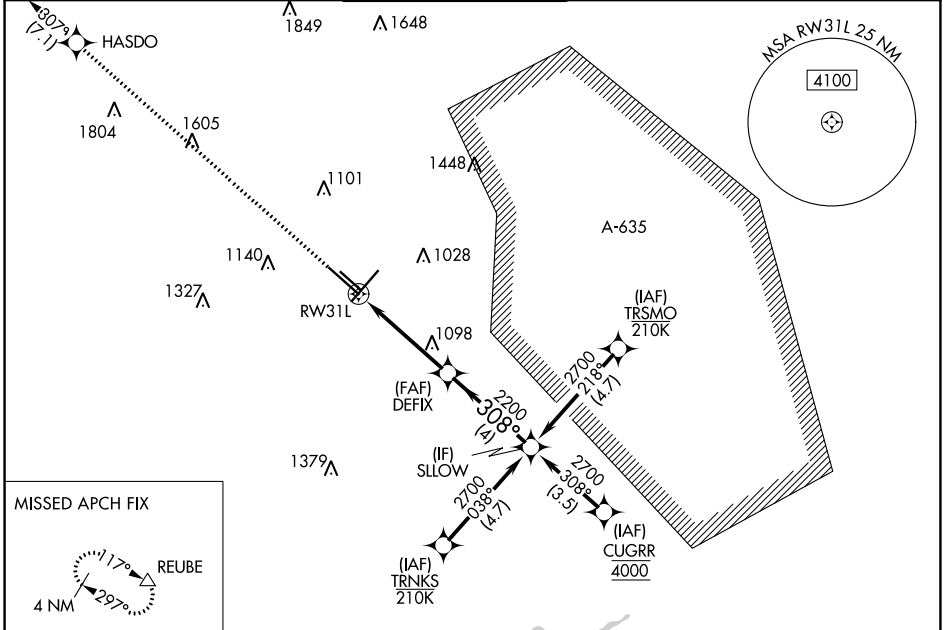 307°
(7.1)
HASDO
1849
1648
MSA RW31L 25 NM
4100
1804
1605
1448
1101
A-635
1140
1028
1327
RW31L
(IAF)
TRSMO
210K
1098
2700
218°
(4.7)
(FAF)
DEFIX
2200
308°
(4)
(IF)
SLLOW
1379
2700
308°
(3.5)
2700
038°
(4.7)
(IAF)
CUGRR
4000
(IAF)
TRNKS
210K
MISSED APCH FIX
117°
REUBE
4 NM
297°